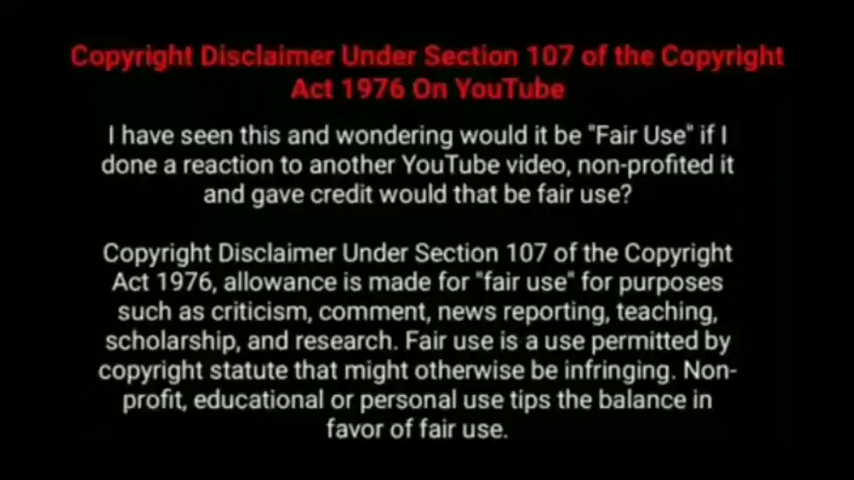 Copyright Disclaimer Under Section 107 of the Copyright
Act 1976 On YouTube
I have seen this and wondering would it be "Fair Use" if I
done a reaction to another YouTube video, non-profited it
and gave credit would that be fair use?
Copyright Disclaimer Under Section 107 of the Copyright
Act 1976, allowance is made for "fair use" for purposes
such as criticism, comment, news reporting, teaching,
scholarship, and research. Fair use is a use permitted by
copyright statute that might otherwise be infringing. Non-
profit, educational or personal use tips the balance in
favor of fair use.